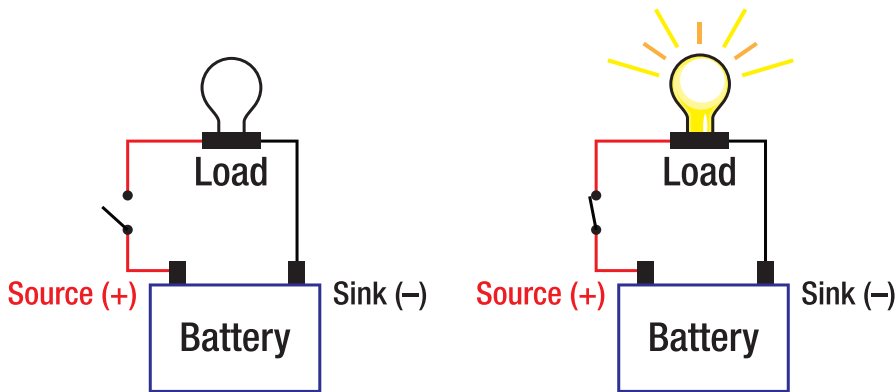 Load
Load
Source (+)
Sink (–)
Source (+)
Sink (–)
Battery
Battery